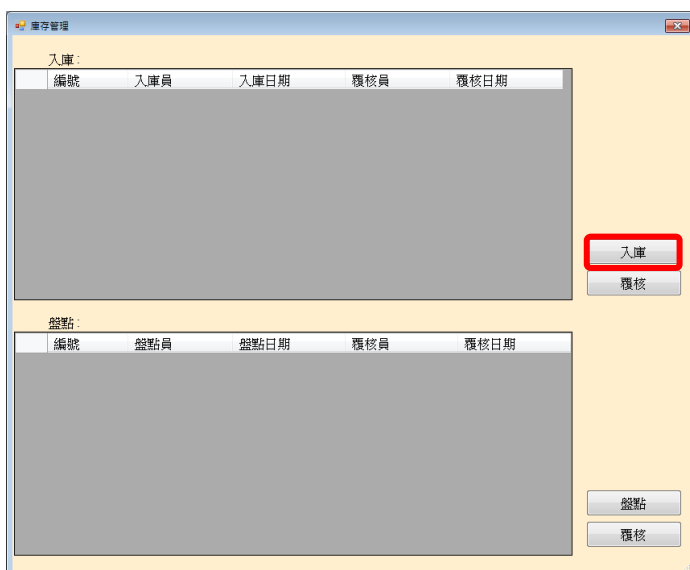 庫存管理
入庫:
編號 入庫員 入庫日期 覆核員 覆核日期
入庫
覆核
盤點:
編號 盤點員 盤點日期 覆核員 覆核日期
盤點
覆核